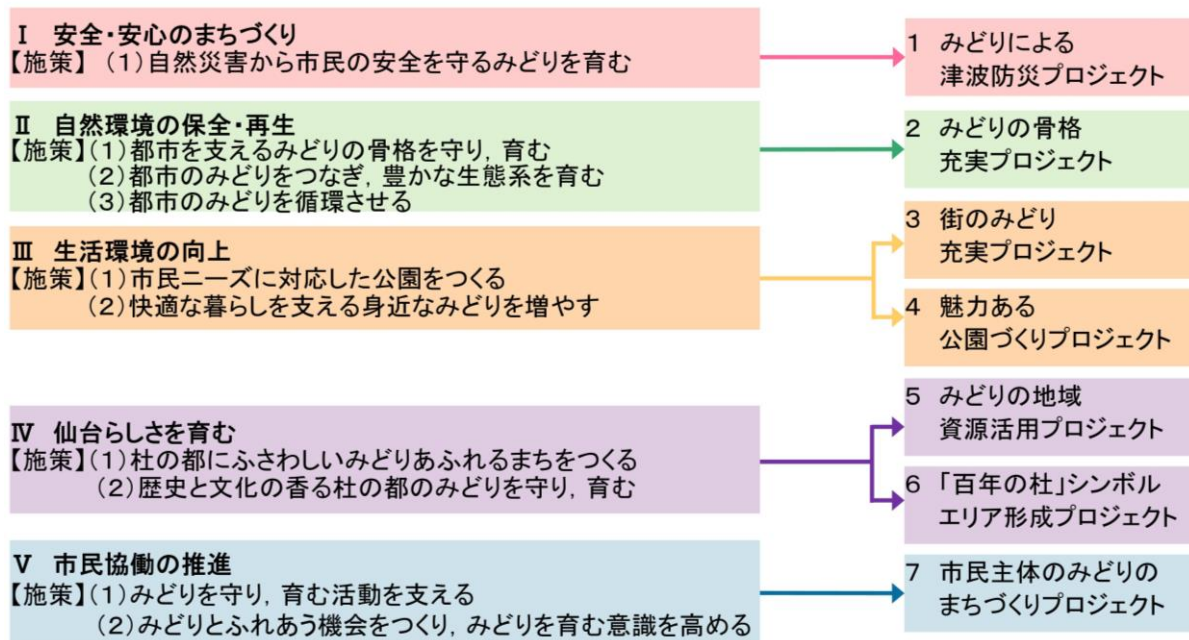 Ⅰ 安全・安心のまちづくり
【施策】 (1)自然災害から市民の安全を守るみどりを育む
1 みどりによる
津波防災プロジェクト
Ⅱ 自然環境の保全・再生
【施策】(1)都市を支えるみどりの骨格を守り,育む
(2)都市のみどりをつなぎ,豊かな生態系を育む
(3)都市のみどりを循環させる
2 みどりの骨格
充実プロジェクト
Ⅲ 生活環境の向上
【施策】(1)市民ニーズに対応した公園をつくる
(2)快適な暮らしを支える身近なみどりを増やす
3 街のみどり
充実プロジェクト
4 魅力ある
公園づくりプロジェクト
Ⅳ 仙台らしさを育む
【施策】(1)杜の都にふさわしいみどりあふれるまちをつくる
(2)歴史と文化の香る杜の都のみどりを守り,育む
5 みどりの地域
資源活用プロジェクト
6 「百年の杜」シンボル
エリア形成プロジェクト
Ⅴ 市民協働の推進
【施策】(1)みどりを守り,育む活動を支える
(2)みどりとふれあう機会をつくり,みどりを育む意識を高める
7 市民主体のみどりの
まちづくりプロジェクト